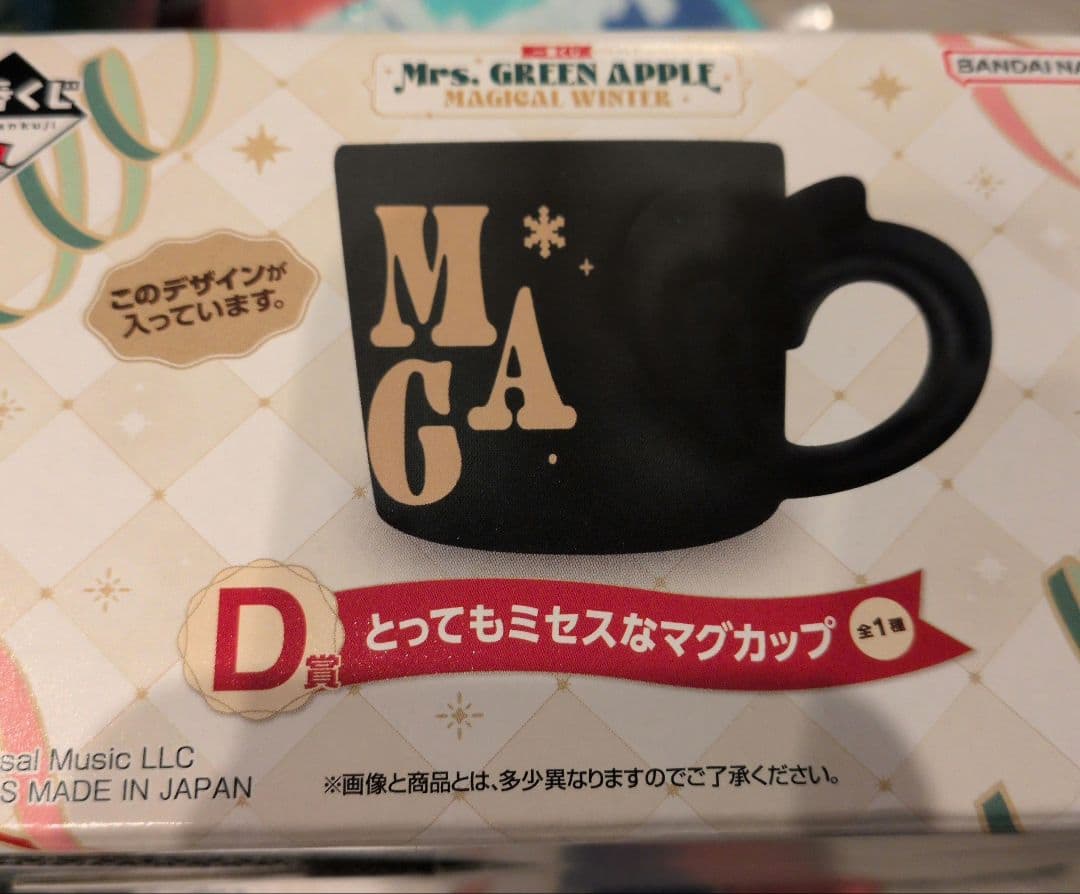 Mrs. GREEN APPLE
MAGICAL WINTER
BANDAI NA
くじ
このデザインが
入っています。
M
A
G
D賞
とってもミセスなマグカップ
全1種
sal Music LLC
S MADE IN JAPAN
※画像と商品とは、多少異なりますのでご了承ください。